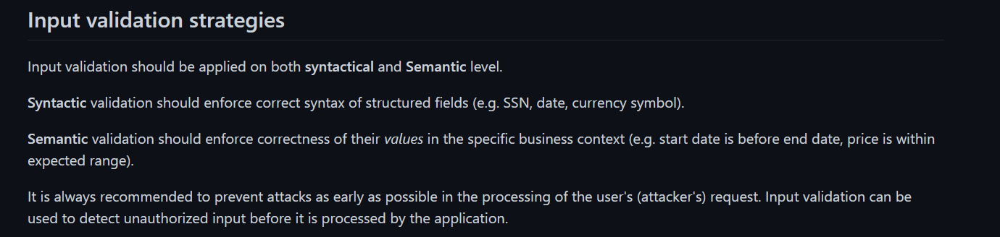 Input validation strategies
Input validation should be applied on both syntactical and Semantic level.
Syntactic validation should enforce correct syntax of structured fields (e.g. SSN, date, currency symbol).
Semantic validation should enforce correctness of their values in the specific business context (e.g. start date is before end date, price is within
expected range).
It is always recommended to prevent attacks as early as possible in the processing of the user's (attacker's) request. Input validation can be
used to detect unauthorized input before it is processed by the application.